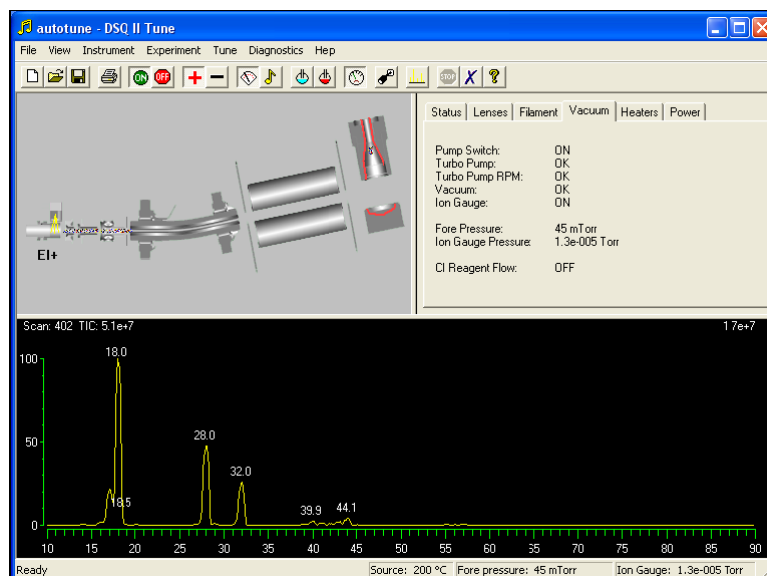 autotune - DSQ II Tune
File View Instrument Experiment Tune Diagnostics Help
ON OFF STOP X ?
Status Lenses Filament Vacuum Heaters Power
Pump Switch: ON
Turbo Pump: OK
Turbo Pump RPM: OK
Vacuum: OK
Ion Gauge: ON
Fore Pressure: 45 mTorr
Ion Gauge Pressure: 1.3e-005 Torr
CI Reagent Flow: OFF
EI+
Scan: 402 TIC: 5.1e+7 1.7e+7
100
50
0
18.0
18.5
28.0
32.0
39.9
44.1
10 15 20 25 30 35 40 45 50 55 60 65 70 75 80 85 90
Ready Source: 200 °C Fore pressure: 45 mTorr Ion Gauge: 1.3e-005 Torr